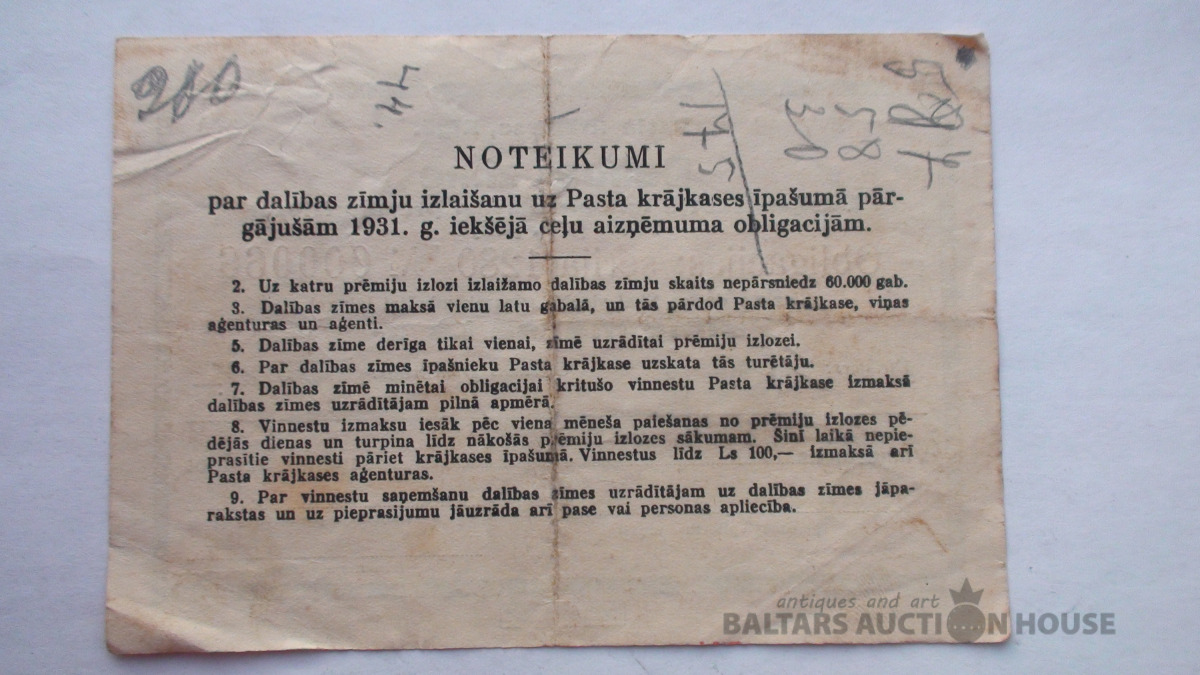 NOTEIKUMI
par dalības zīmju izlaišanu uz Pasta krājkases īpašumā pār-
gājušām 1931. g. iekšējā ceļu aizņēmuma obligacijām.
2. Uz katru prēmiju izlozi izlaižamo dalības zīmju skaits nepārsniedz 60.000 gab.
3. Dalības zīmes maksā vienu latu gabalā, un tās pārdod Pasta krājkase, viņas
aģenturas un aģenti.
5. Dalības zīme derīga tikai vienai, zīmē uzrādītai prēmiju izlozei.
6. Par dalības zīmes īpašnieku Pasta krājkase uzskata tās turētāju.
7. Dalības zīmē minētai obligacijai kritušo vinnestu Pasta krājkase izmaksā
dalības zīmes uzrādītājam pilnā apmērā.
8. Vinnestu izmaksu iesāk pēc viena mēneša paiešanas no prēmiju izlozes pē-
dējās dienas un turpina līdz nākošās prēmiju izlozes sākumam. Šinī laikā nepie-
prasītie vinnesti pāriet krājkases īpašumā. Vinnestus līdz Ls 100,— izmaksā arī
Pasta krājkases aģenturas.
9. Par vinnestu saņemšanu dalības zīmes uzrādītājam uz dalības zīmes jāpa-
rakstas un uz pieprasijumu jāuzrāda arī pase vai personas apliecība.
antiques and art
BALTARS AUCTION HOUSE